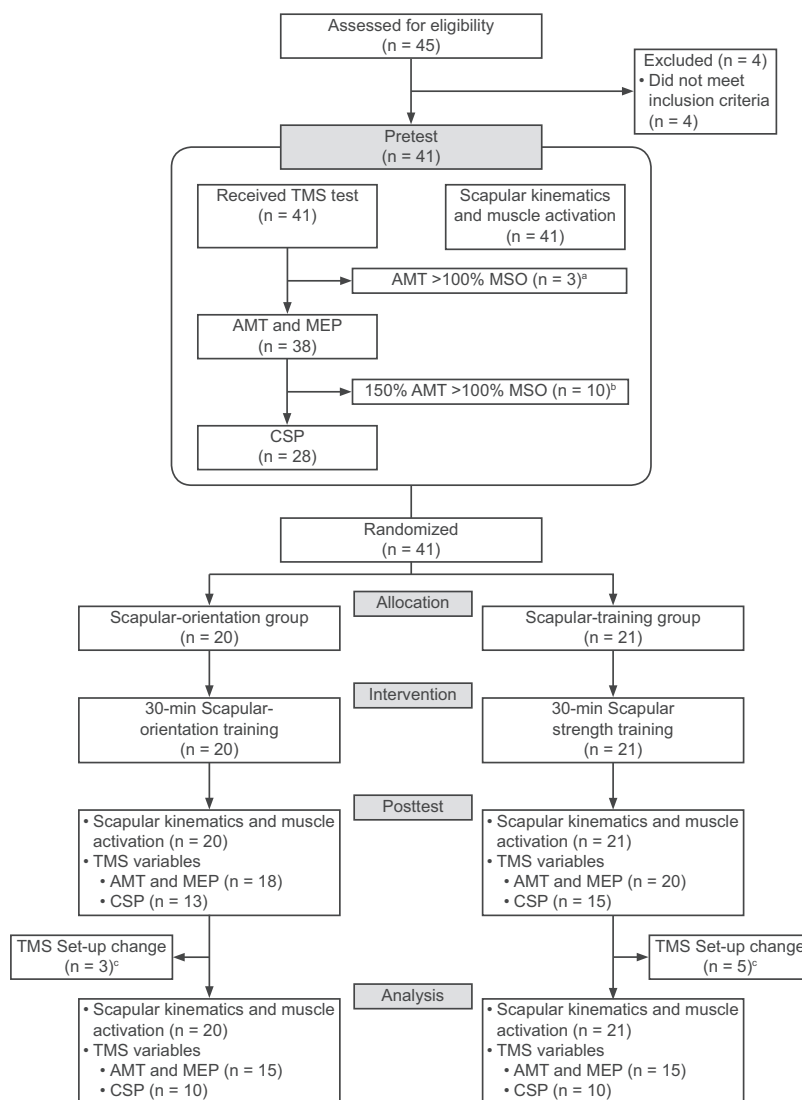 Assessed for eligibility
(n = 45)
Excluded (n = 4)
• Did not meet
inclusion criteria
(n = 4)
Pretest
(n = 41)
Received TMS test
(n = 41)
Scapular kinematics
and muscle activation
(n = 41)
AMT >100% MSO (n = 3)ᵃ
AMT and MEP
(n = 38)
150% AMT >100% MSO (n = 10)ᵇ
CSP
(n = 28)
Randomized
(n = 41)
Allocation
Scapular-orientation group
(n = 20)
Scapular-training group
(n = 21)
Intervention
30-min Scapular-
orientation training
(n = 20)
30-min Scapular
strength training
(n = 21)
Posttest
• Scapular kinematics and muscle
activation (n = 20)
• TMS variables
• AMT and MEP (n = 18)
• CSP (n = 13)
• Scapular kinematics and muscle
activation (n = 21)
• TMS variables
• AMT and MEP (n = 20)
• CSP (n = 15)
TMS Set-up change
(n = 3)ᶜ
TMS Set-up change
(n = 5)ᶜ
Analysis
• Scapular kinematics and muscle
activation (n = 20)
• TMS variables
• AMT and MEP (n = 15)
• CSP (n = 10)
• Scapular kinematics and muscle
activation (n = 21)
• TMS variables
• AMT and MEP (n = 15)
• CSP (n = 10)